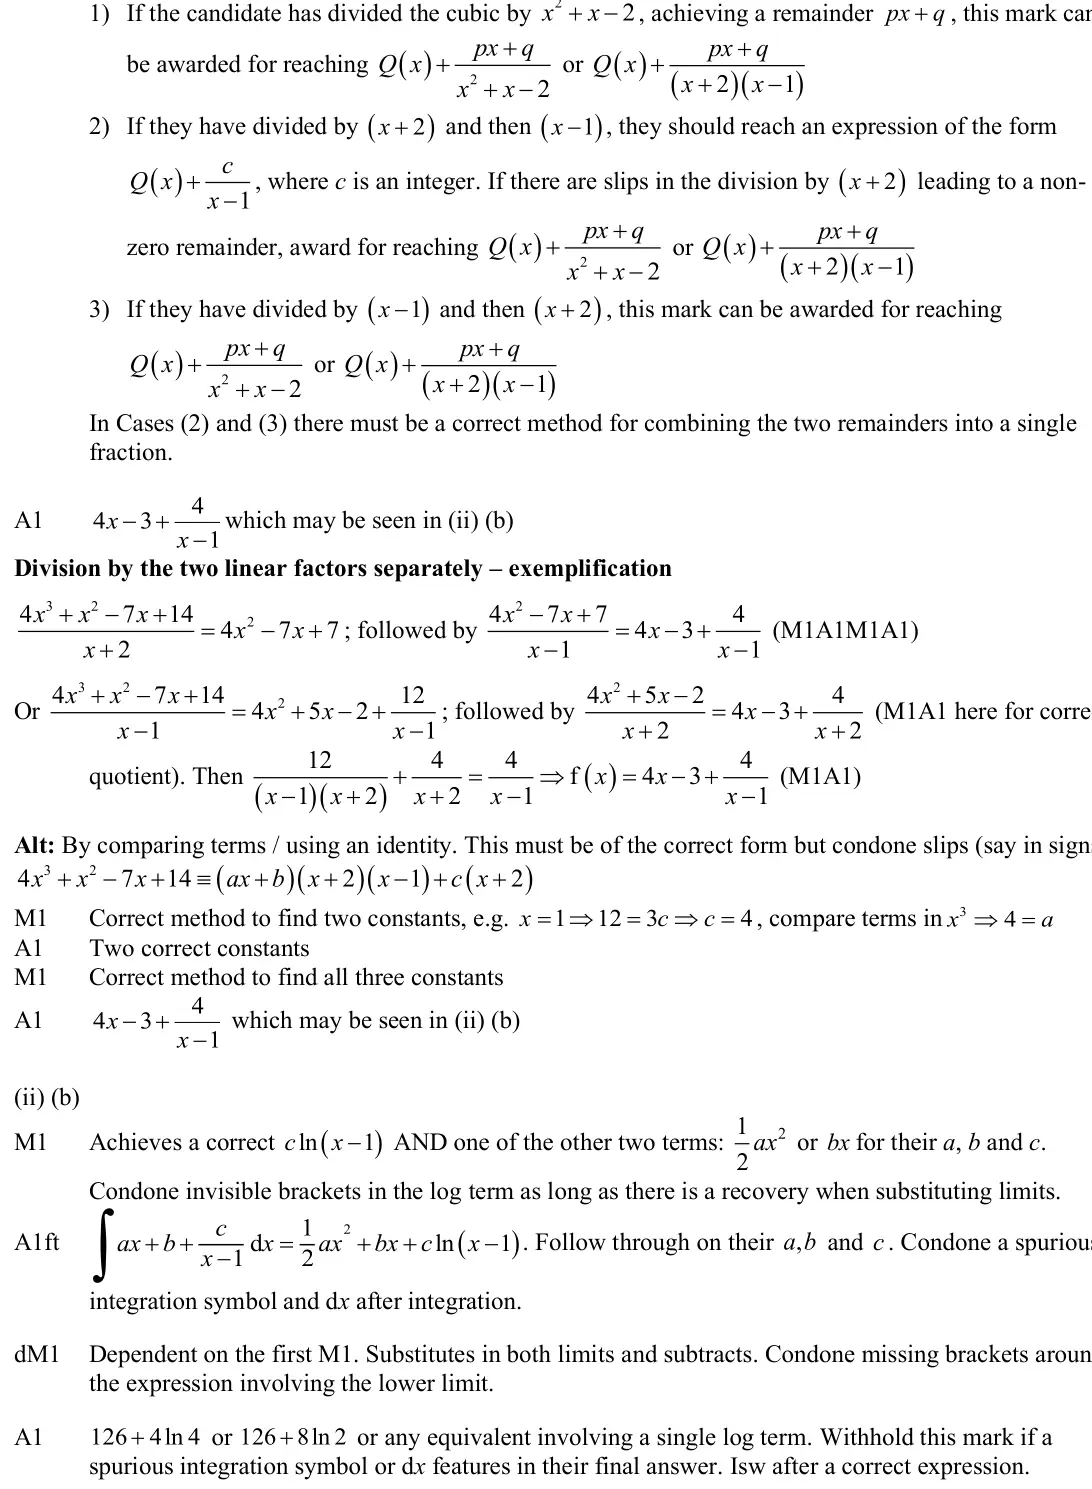 1) If the candidate has divided the cubic by x² + x − 2, achieving a remainder px + q, this mark can
be awarded for reaching Q(x) + (px + q)/(x² + x − 2) or Q(x) + (px + q)/((x + 2)(x − 1))
2) If they have divided by (x + 2) and then (x − 1), they should reach an expression of the form
Q(x) + c/(x − 1), where c is an integer. If there are slips in the division by (x + 2) leading to a non-
zero remainder, award for reaching Q(x) + (px + q)/(x² + x − 2) or Q(x) + (px + q)/((x + 2)(x − 1))
3) If they have divided by (x − 1) and then (x + 2), this mark can be awarded for reaching
Q(x) + (px + q)/(x² + x − 2) or Q(x) + (px + q)/((x + 2)(x − 1))
In Cases (2) and (3) there must be a correct method for combining the two remainders into a single
fraction.
A1 4x − 3 + 4/(x − 1) which may be seen in (ii) (b)
Division by the two linear factors separately – exemplification
(4x³ + x² − 7x + 14)/(x + 2) = 4x² − 7x + 7; followed by (4x² − 7x + 7)/(x − 1) = 4x − 3 + 4/(x − 1) (M1A1M1A1)
Or (4x³ + x² − 7x + 14)/(x − 1) = 4x² + 5x − 2 + 12/(x − 1); followed by (4x² + 5x − 2)/(x + 2) = 4x − 3 + 4/(x + 2) (M1A1 here for corre
quotient). Then 12/((x − 1)(x + 2)) + 4/(x + 2) = 4/(x − 1) ⇒ f(x) = 4x − 3 + 4/(x − 1) (M1A1)
Alt: By comparing terms / using an identity. This must be of the correct form but condone slips (say in sign
4x³ + x² − 7x + 14 ≡ (ax + b)(x + 2)(x − 1) + c(x + 2)
M1 Correct method to find two constants, e.g. x = 1 ⇒ 12 = 3c ⇒ c = 4, compare terms in x³ ⇒ 4 = a
A1 Two correct constants
M1 Correct method to find all three constants
A1 4x − 3 + 4/(x − 1) which may be seen in (ii) (b)
(ii) (b)
M1 Achieves a correct c ln(x − 1) AND one of the other two terms: 1/2 ax² or bx for their a, b and c.
Condone invisible brackets in the log term as long as there is a recovery when substituting limits.
A1ft ∫ ax + b + c/(x − 1) dx = 1/2 ax² + bx + c ln(x − 1). Follow through on their a, b and c. Condone a spurious
integration symbol and dx after integration.
dM1 Dependent on the first M1. Substitutes in both limits and subtracts. Condone missing brackets aroun
the expression involving the lower limit.
A1 126 + 4 ln 4 or 126 + 8 ln 2 or any equivalent involving a single log term. Withhold this mark if a
spurious integration symbol or dx features in their final answer. Isw after a correct expression.